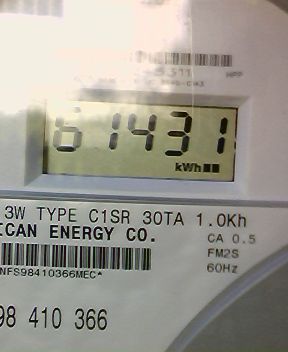 61431
kWh
3W TYPE C1SR 30TA 1.0Kh
ICAN ENERGY CO.
CA 0.5
FM2S
60Hz
NFS98410366MEC*
98 410 366